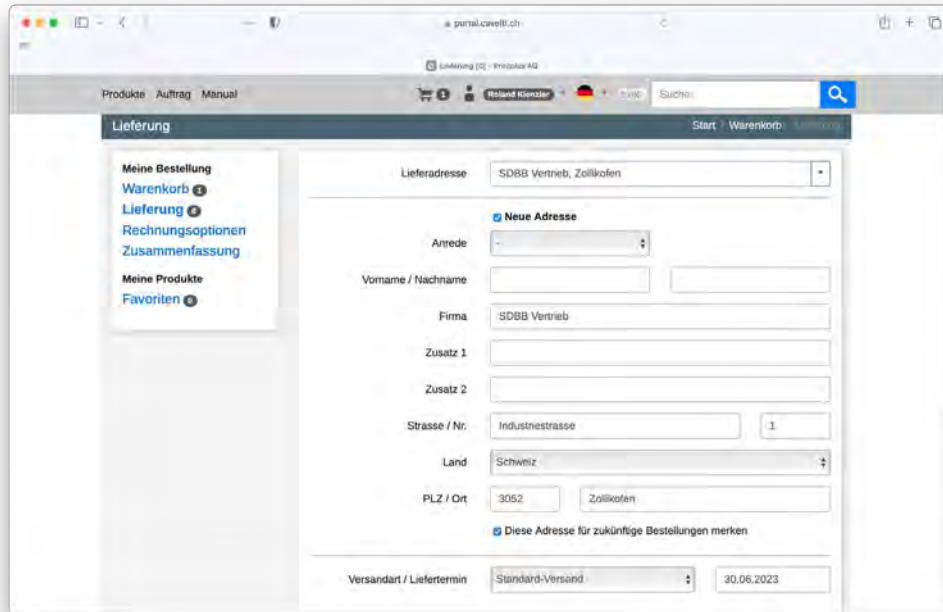 portal.cavelti.ch
Produkte Auftrag Manual
1
Roland Kienzler
Suche
Lieferung
Start / Warenkorb / Lieferung
Meine Bestellung
Warenkorb 1
Lieferung
Rechnungsoptionen
Zusammenfassung
Meine Produkte
Favoriten
Lieferadresse
SDBB Vertrieb, Zollikofen
Neue Adresse
Anrede
-
Vorname / Nachname
Firma
SDBB Vertrieb
Zusatz 1
Zusatz 2
Strasse / Nr.
Industriestrasse
1
Land
Schweiz
PLZ / Ort
3052
Zollikofen
Diese Adresse für zukünftige Bestellungen merken
Versandart / Liefertermin
Standard-Versand
30.06.2023